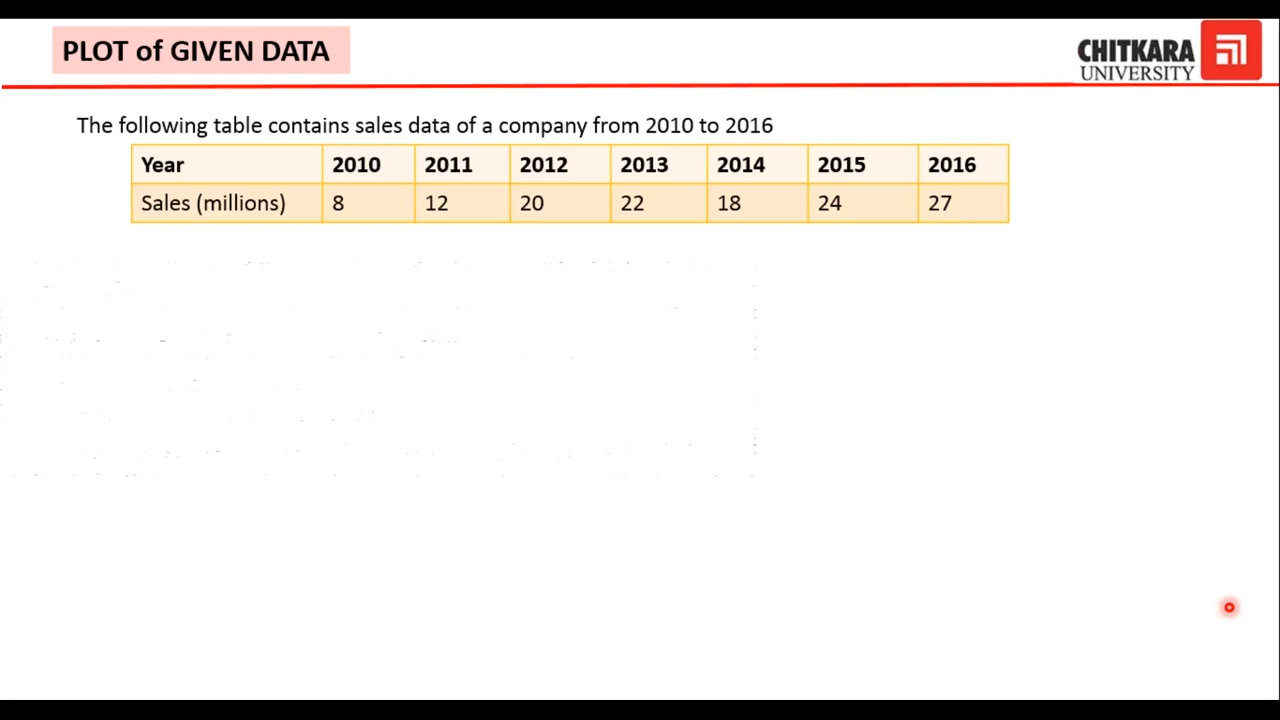 PLOT of GIVEN DATA
CHITKARA
UNIVERSITY
The following table contains sales data of a company from 2010 to 2016
Year 2010 2011 2012 2013 2014 2015 2016
Sales (millions) 8 12 20 22 18 24 27